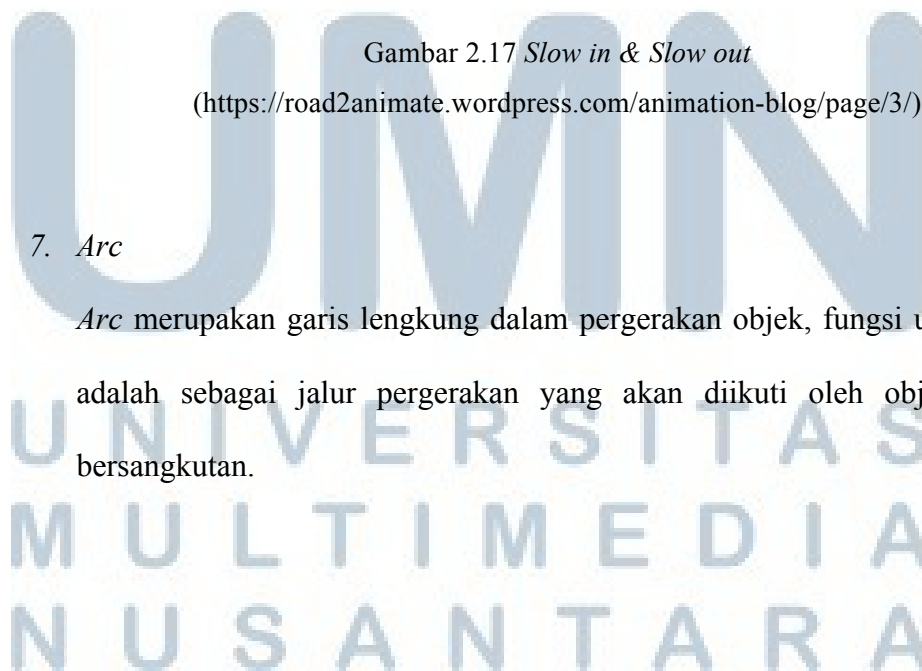 UMN
Gambar 2.17 Slow in & Slow out
(https://road2animate.wordpress.com/animation-blog/page/3/)
7. Arc
Arc merupakan garis lengkung dalam pergerakan objek, fungsi
adalah sebagai jalur pergerakan yang akan diikuti oleh
bersangkutan.
UNIVERSITAS
MULTIMEDIA
NUSANTARA